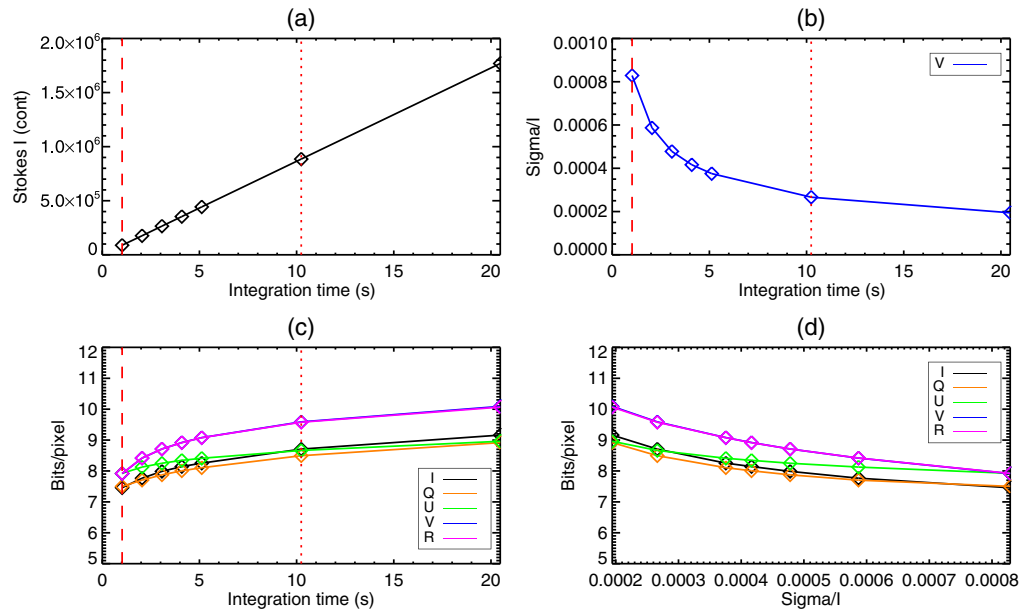 (a)
2.0×10⁶
1.5×10⁶
1.0×10⁶
5.0×10⁵
0
Stokes I (cont)
0 5 10 15 20
Integration time (s)
(b)
0.0010
0.0008
0.0006
0.0004
0.0002
0.0000
Sigma/I
V
0 5 10 15 20
Integration time (s)
(c)
12
11
10
9
8
7
6
5
Bits/pixel
I
Q
U
V
R
0 5 10 15 20
Integration time (s)
(d)
12
11
10
9
8
7
6
5
Bits/pixel
I
Q
U
V
R
0.0002 0.0003 0.0004 0.0005 0.0006 0.0007 0.0008
Sigma/I